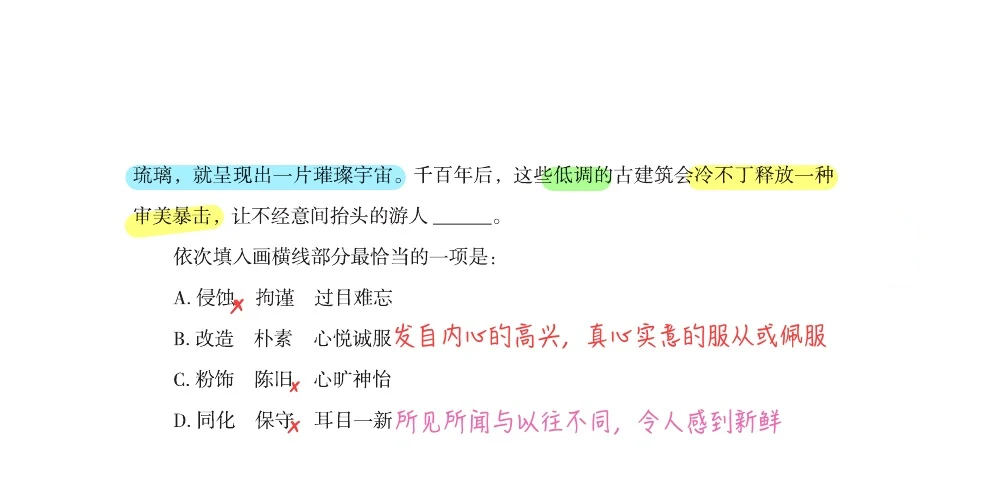 琉璃，就呈现出一片璀璨宇宙。千百年后，这些低调的古建筑会冷不丁释放一种
审美暴击，让不经意间抬头的游人______。
依次填入画横线部分最恰当的一项是：
A. 侵蚀✗ 拘谨 过目难忘
B. 改造 朴素 心悦诚服 发自内心的高兴，真心实意的服从或佩服
C. 粉饰 陈旧✗ 心旷神怡
D. 同化 保守✗ 耳目一新 所见所闻与以往不同，令人感到新鲜